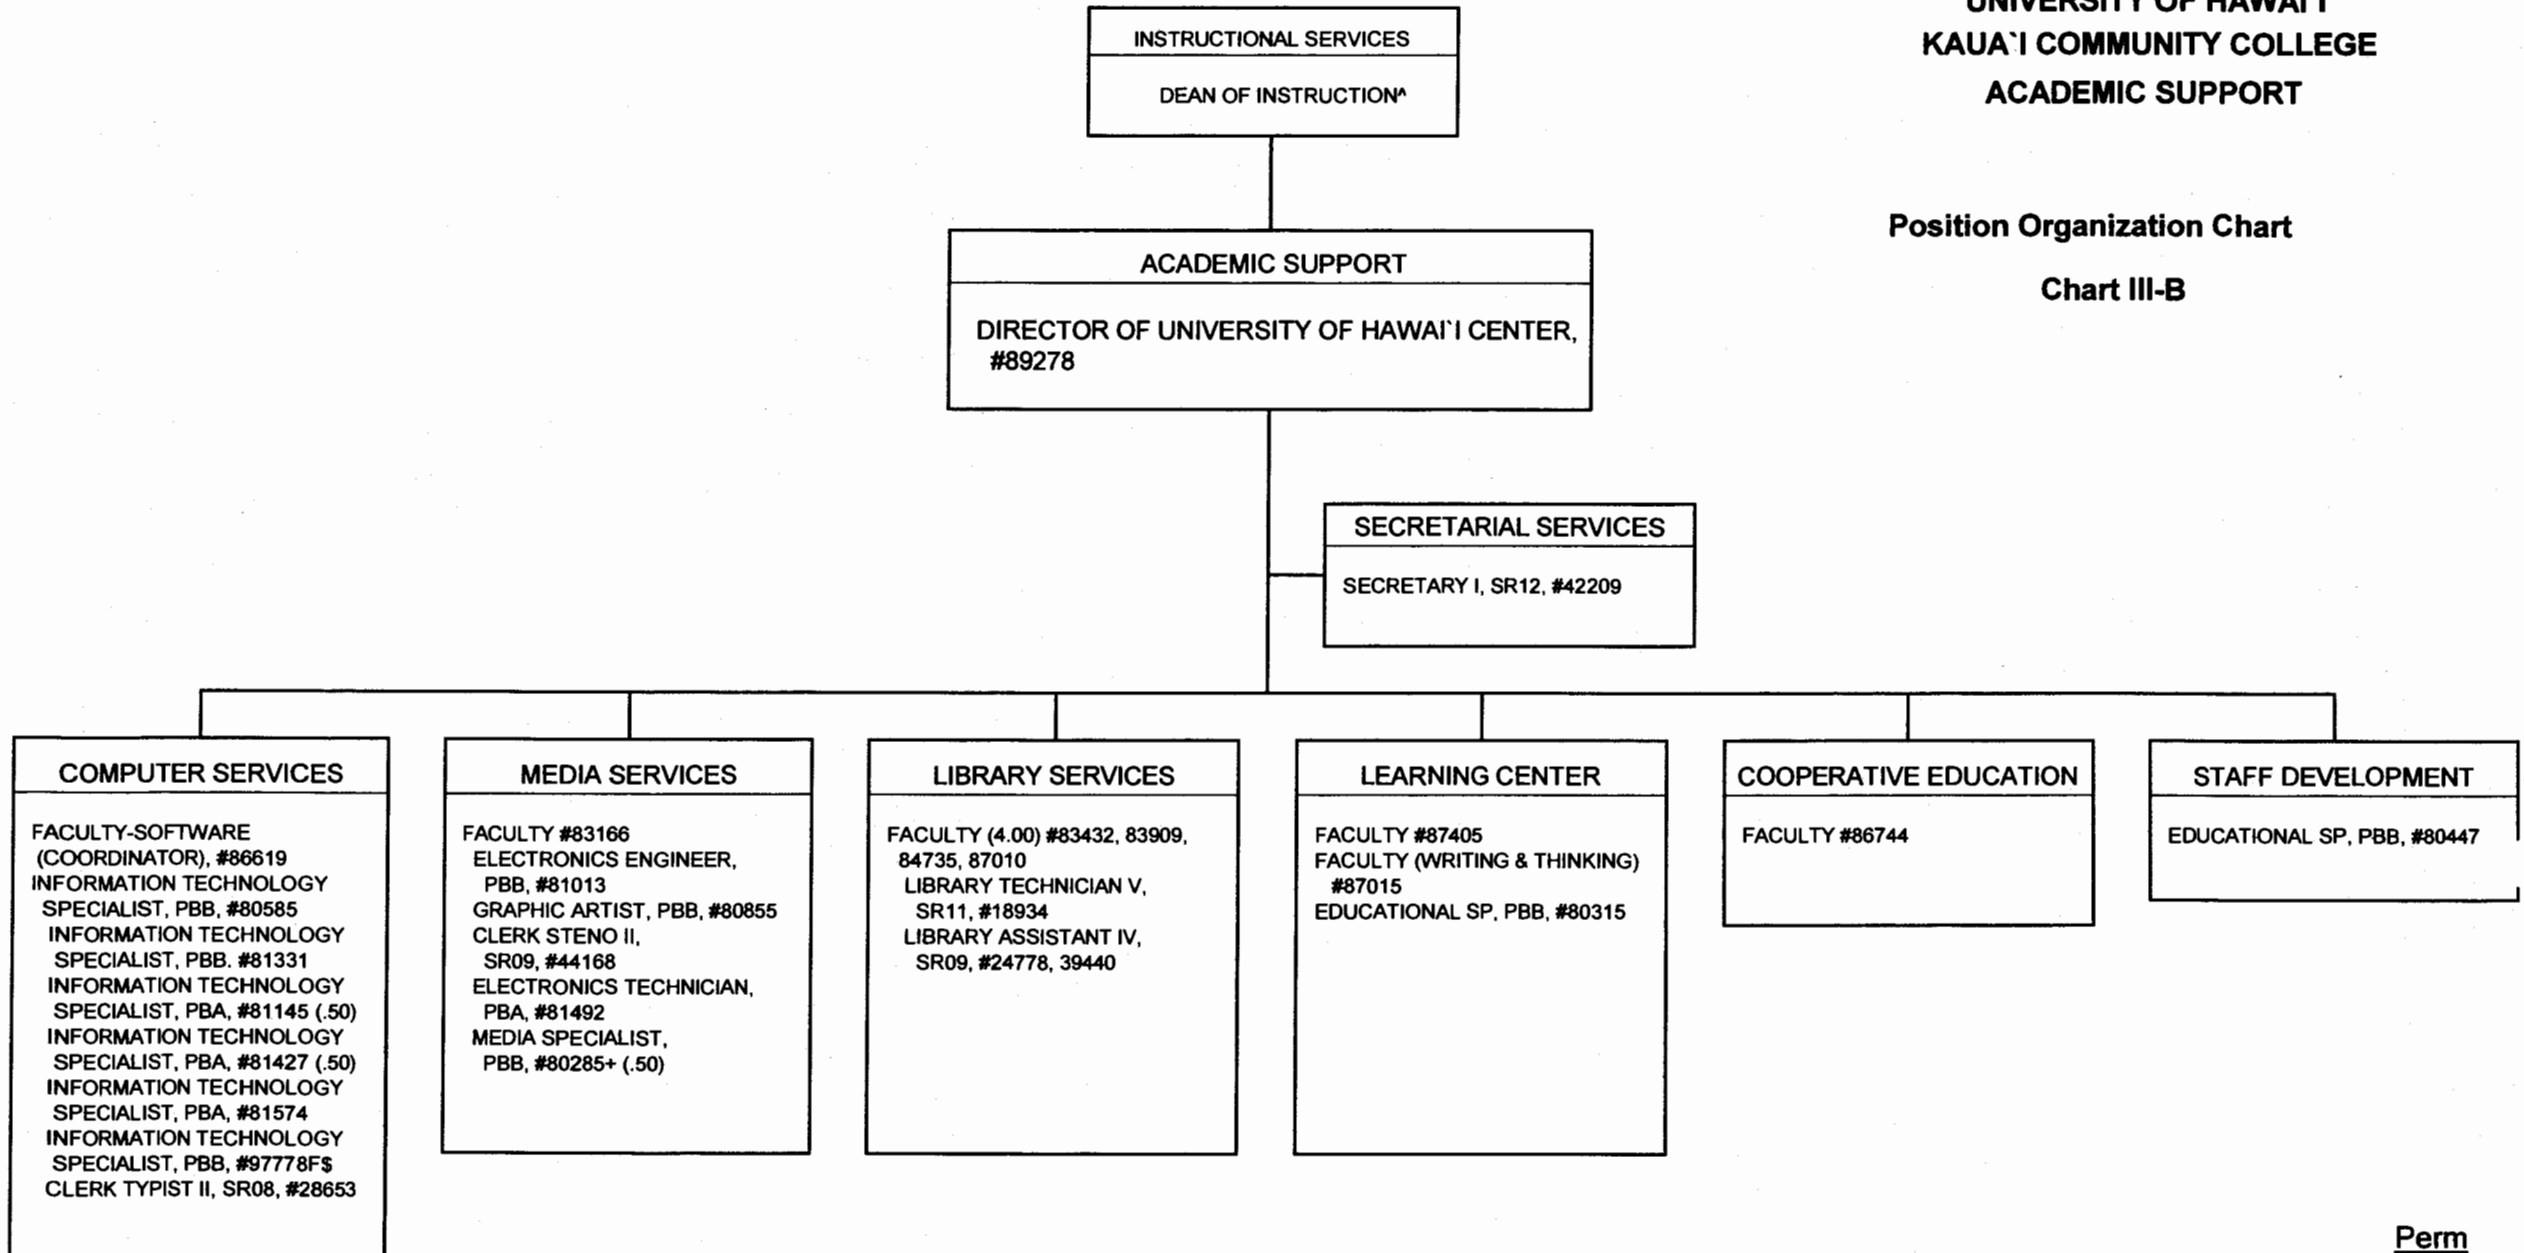 UNIVERSITY OF HAWAI`I
KAUA`I COMMUNITY COLLEGE
ACADEMIC SUPPORT
Position Organization Chart
Chart III-B
INSTRUCTIONAL SERVICES
DEAN OF INSTRUCTION^
ACADEMIC SUPPORT
DIRECTOR OF UNIVERSITY OF HAWAI`I CENTER,
#89278
SECRETARIAL SERVICES
SECRETARY I, SR12, #42209
COMPUTER SERVICES
FACULTY-SOFTWARE
(COORDINATOR), #86619
INFORMATION TECHNOLOGY
SPECIALIST, PBB, #80585
INFORMATION TECHNOLOGY
SPECIALIST, PBB. #81331
INFORMATION TECHNOLOGY
SPECIALIST, PBA, #81145 (.50)
INFORMATION TECHNOLOGY
SPECIALIST, PBA, #81427 (.50)
INFORMATION TECHNOLOGY
SPECIALIST, PBA, #81574
INFORMATION TECHNOLOGY
SPECIALIST, PBB, #97778F$
CLERK TYPIST II, SR08, #28653
MEDIA SERVICES
FACULTY #83166
ELECTRONICS ENGINEER,
PBB, #81013
GRAPHIC ARTIST, PBB, #80855
CLERK STENO II,
SR09, #44168
ELECTRONICS TECHNICIAN,
PBA, #81492
MEDIA SPECIALIST,
PBB, #80285+ (.50)
LIBRARY SERVICES
FACULTY (4.00) #83432, 83909,
84735, 87010
LIBRARY TECHNICIAN V,
SR11, #18934
LIBRARY ASSISTANT IV,
SR09, #24778, 39440
LEARNING CENTER
FACULTY #87405
FACULTY (WRITING & THINKING)
#87015
EDUCATIONAL SP, PBB, #80315
COOPERATIVE EDUCATION
FACULTY #86744
STAFF DEVELOPMENT
EDUCATIONAL SP, PBB, #80447
Perm